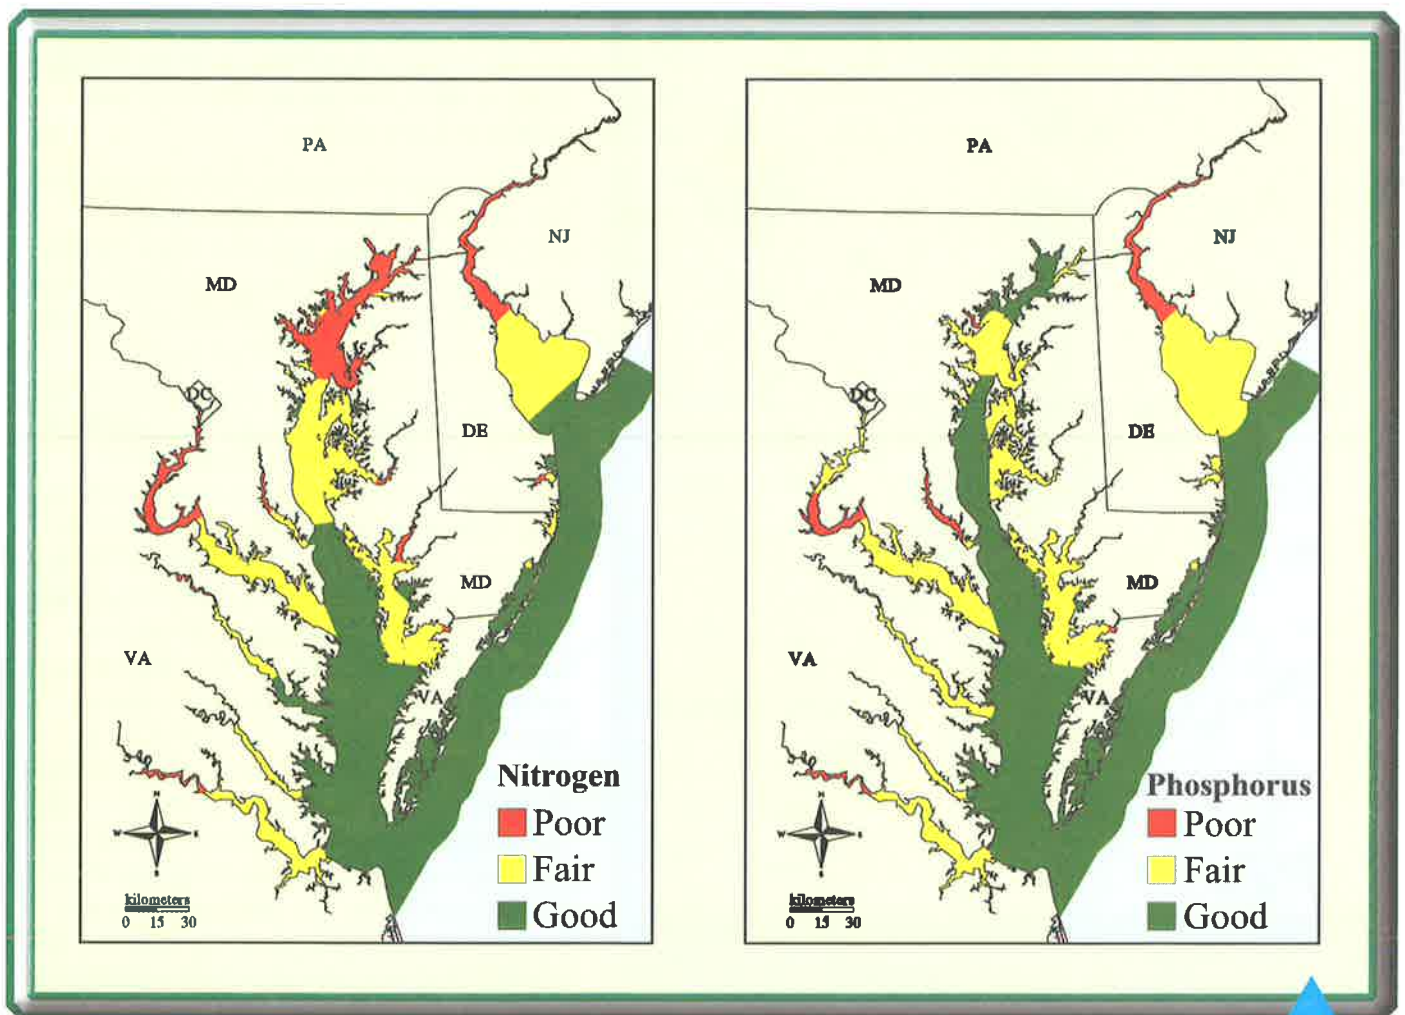 PA
NJ
MD
DC
DE
MD
VA
VA
N
W E
S
kilometers
0 15 30
Nitrogen
Poor
Fair
Good
PA
NJ
MD
DC
DE
MD
VA
VA
N
W E
S
kilometers
0 15 30
Phosphorus
Poor
Fair
Good